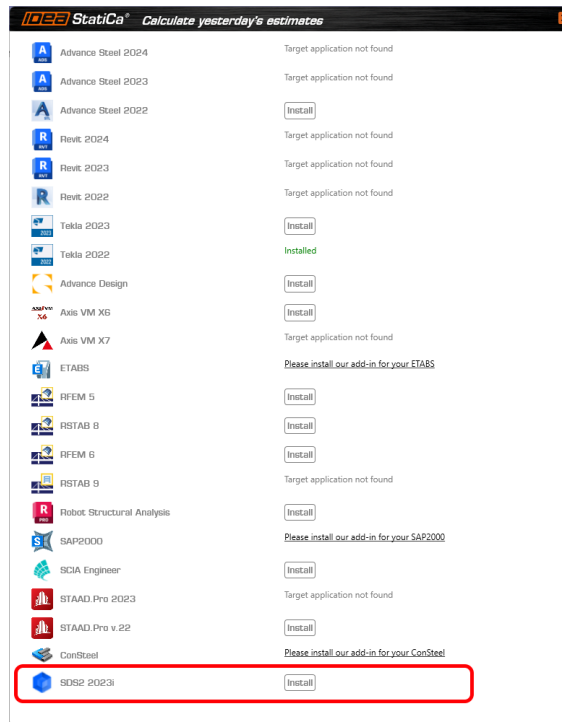 IDEA StatiCa® Calculate yesterday's estimates
Advance Steel 2024 Target application not found
Advance Steel 2023 Target application not found
Advance Steel 2022 Install
Revit 2024 Target application not found
Revit 2023 Target application not found
Revit 2022 Target application not found
Tekla 2023 Install
Tekla 2022 Installed
Advance Design Install
Axis VM X6 Install
Axis VM X7 Target application not found
ETABS Please install our add-in for your ETABS
RFEM 5 Install
RSTAB 8 Install
RFEM 6 Install
RSTAB 9 Target application not found
Robot Structural Analysis Install
SAP2000 Please install our add-in for your SAP2000
SCIA Engineer Install
STAAD.Pro 2023 Target application not found
STAAD.Pro v.22 Install
ConSteel Please install our add-in for your ConSteel
SDS2 2023i Install